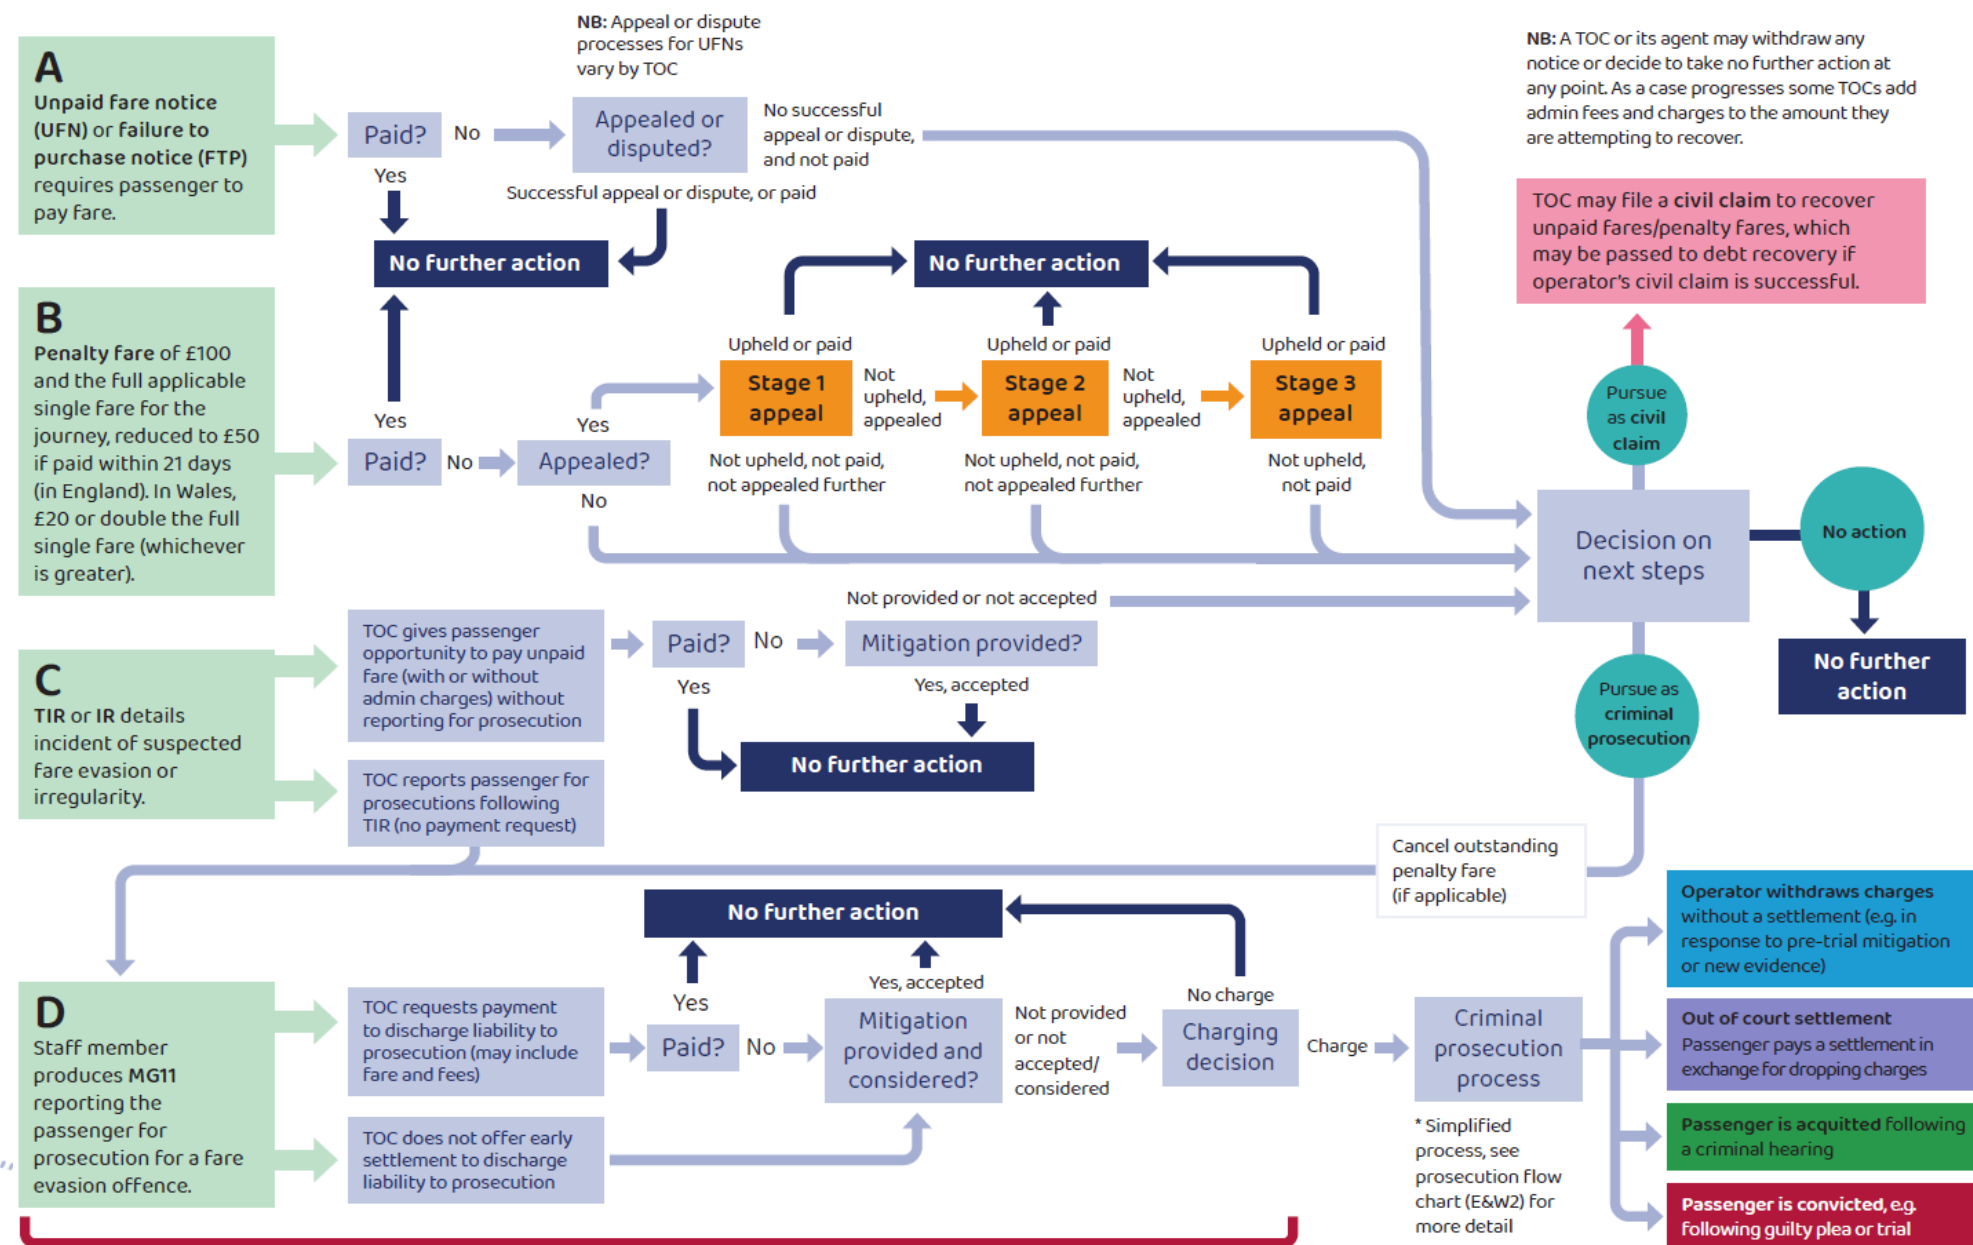 NB: Appeal or dispute
processes for UFNs
vary by TOC
NB: A TOC or its agent may withdraw any
notice or decide to take no further action at
any point. As a case progresses some TOCs add
admin fees and charges to the amount they
are attempting to recover.
A
Unpaid fare notice
(UFN) or failure to
purchase notice (FTP)
requires passenger to
pay fare.
Paid?
No
Yes
Appealed or
disputed?
No successful
appeal or dispute,
and not paid
Successful appeal or dispute, or paid
No further action
TOC may file a civil claim to recover
unpaid fares/penalty fares, which
may be passed to debt recovery if
operator's civil claim is successful.
B
Penalty fare of £100
and the full applicable
single fare for the
journey, reduced to £50
if paid within 21 days
(in England). In Wales,
£20 or double the full
single fare (whichever
is greater).
Yes
Paid?
No
Appealed?
Yes
No
No further action
Upheld or paid
Stage 1
appeal
Not
upheld,
appealed
Not upheld, not paid,
not appealed further
Upheld or paid
Stage 2
appeal
Not
upheld,
appealed
Not upheld, not paid,
not appealed further
Upheld or paid
Stage 3
appeal
Not upheld,
not paid
Pursue
as civil
claim
Decision on
next steps
No action
No further
action
Pursue as
criminal
prosecution
C
TIR or IR details
incident of suspected
fare evasion or
irregularity.
TOC gives passenger
opportunity to pay unpaid
fare (with or without
admin charges) without
reporting for prosecution
Paid?
No
Yes
Not provided or not accepted
Mitigation provided?
Yes, accepted
No further action
TOC reports passenger for
prosecutions following
TIR (no payment request)
Cancel outstanding
penalty fare
(if applicable)
D
Staff member
produces MG11
reporting the
passenger for
prosecution for a fare
evasion offence.
TOC requests payment
to discharge liability to
prosecution (may include
fare and fees)
TOC does not offer early
settlement to discharge
liability to prosecution
No further action
Yes
Paid?
No
Yes, accepted
Mitigation
provided and
considered?
Not provided
or not
accepted/
considered
No charge
Charging
decision
Charge
Criminal
prosecution
process
* Simplified
process, see
prosecution flow
chart (E&W2) for
more detail
Operator withdraws charges
without a settlement (e.g. in
response to pre-trial mitigation
or new evidence)
Out of court settlement
Passenger pays a settlement in
exchange for dropping charges
Passenger is acquitted following
a criminal hearing
Passenger is convicted, e.g.
following guilty plea or trial